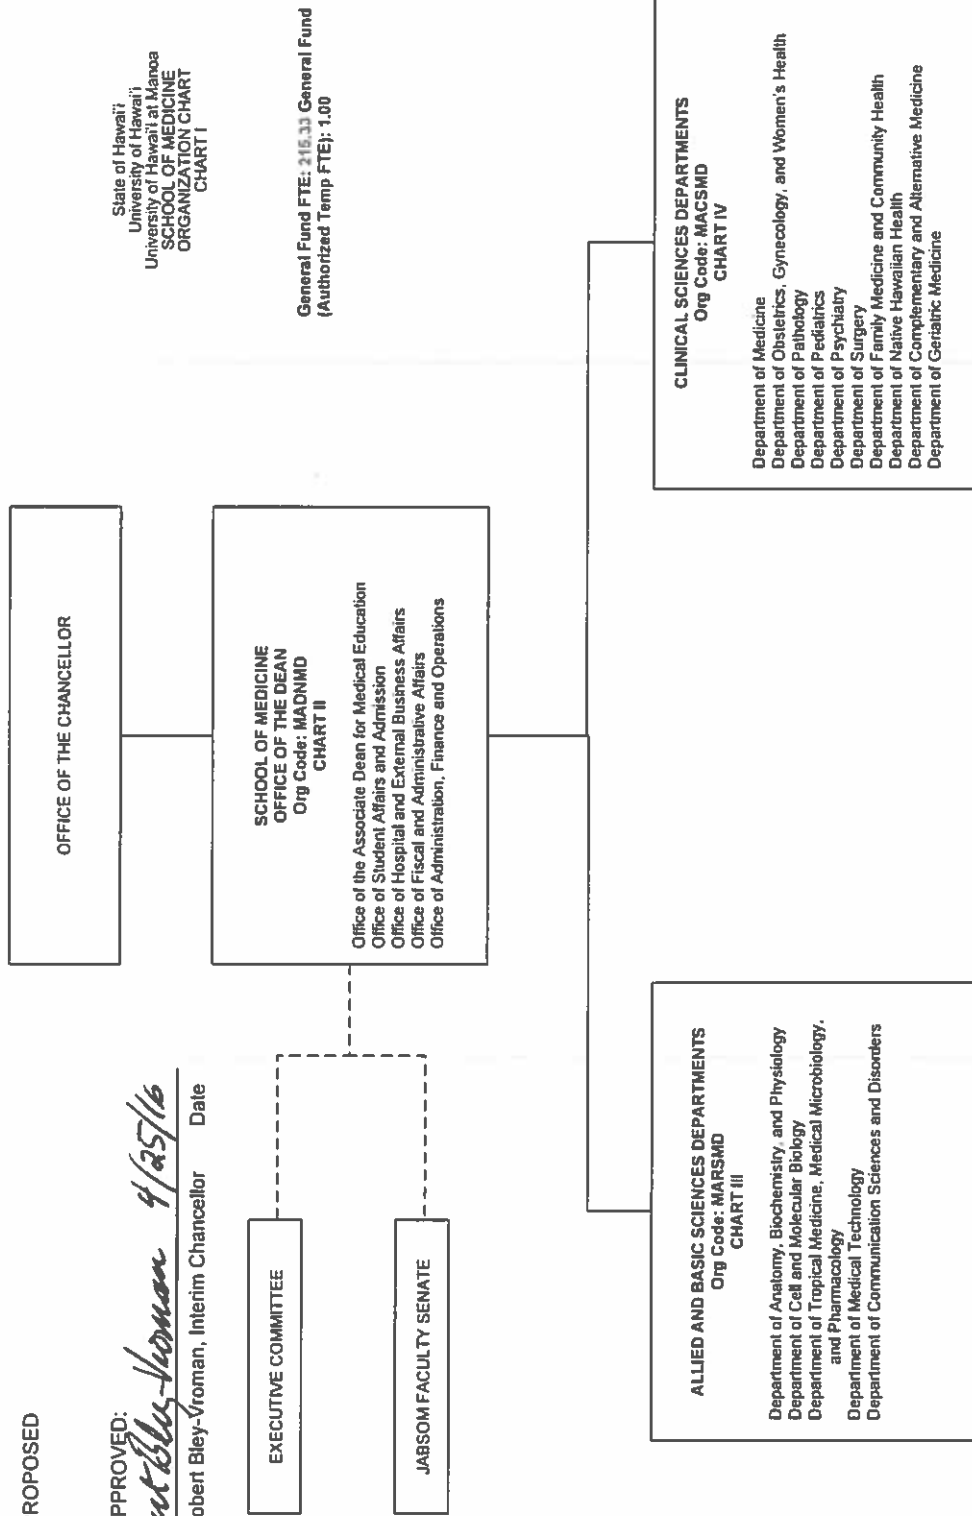 ROPOSED
PPROVED:
Bley-Vroman 4/25/16
obert Bley-Vroman, Interim Chancellor Date
State of Hawai'i
University of Hawai'i
University of Hawai'i at Manoa
SCHOOL OF MEDICINE
ORGANIZATION CHART
CHART I
General Fund FTE: 215.33 General Fund
(Authorized Temp FTE): 1.00
OFFICE OF THE CHANCELLOR
SCHOOL OF MEDICINE
OFFICE OF THE DEAN
Org Code: MADNMD
CHART II
Office of the Associate Dean for Medical Education
Office of Student Affairs and Admission
Office of Hospital and External Business Affairs
Office of Fiscal and Administrative Affairs
Office of Administration, Finance and Operations
EXECUTIVE COMMITTEE
JABSOM FACULTY SENATE
ALLIED AND BASIC SCIENCES DEPARTMENTS
Org Code: MARSMD
CHART III
Department of Anatomy, Biochemistry, and Physiology
Department of Cell and Molecular Biology
Department of Tropical Medicine, Medical Microbiology,
and Pharmacology
Department of Medical Technology
Department of Communication Sciences and Disorders
CLINICAL SCIENCES DEPARTMENTS
Org Code: MACSMD
CHART IV
Department of Medicine
Department of Obstetrics, Gynecology, and Women's Health
Department of Pathology
Department of Pediatrics
Department of Psychiatry
Department of Surgery
Department of Family Medicine and Community Health
Department of Native Hawaiian Health
Department of Complementary and Alternative Medicine
Department of Geriatric Medicine